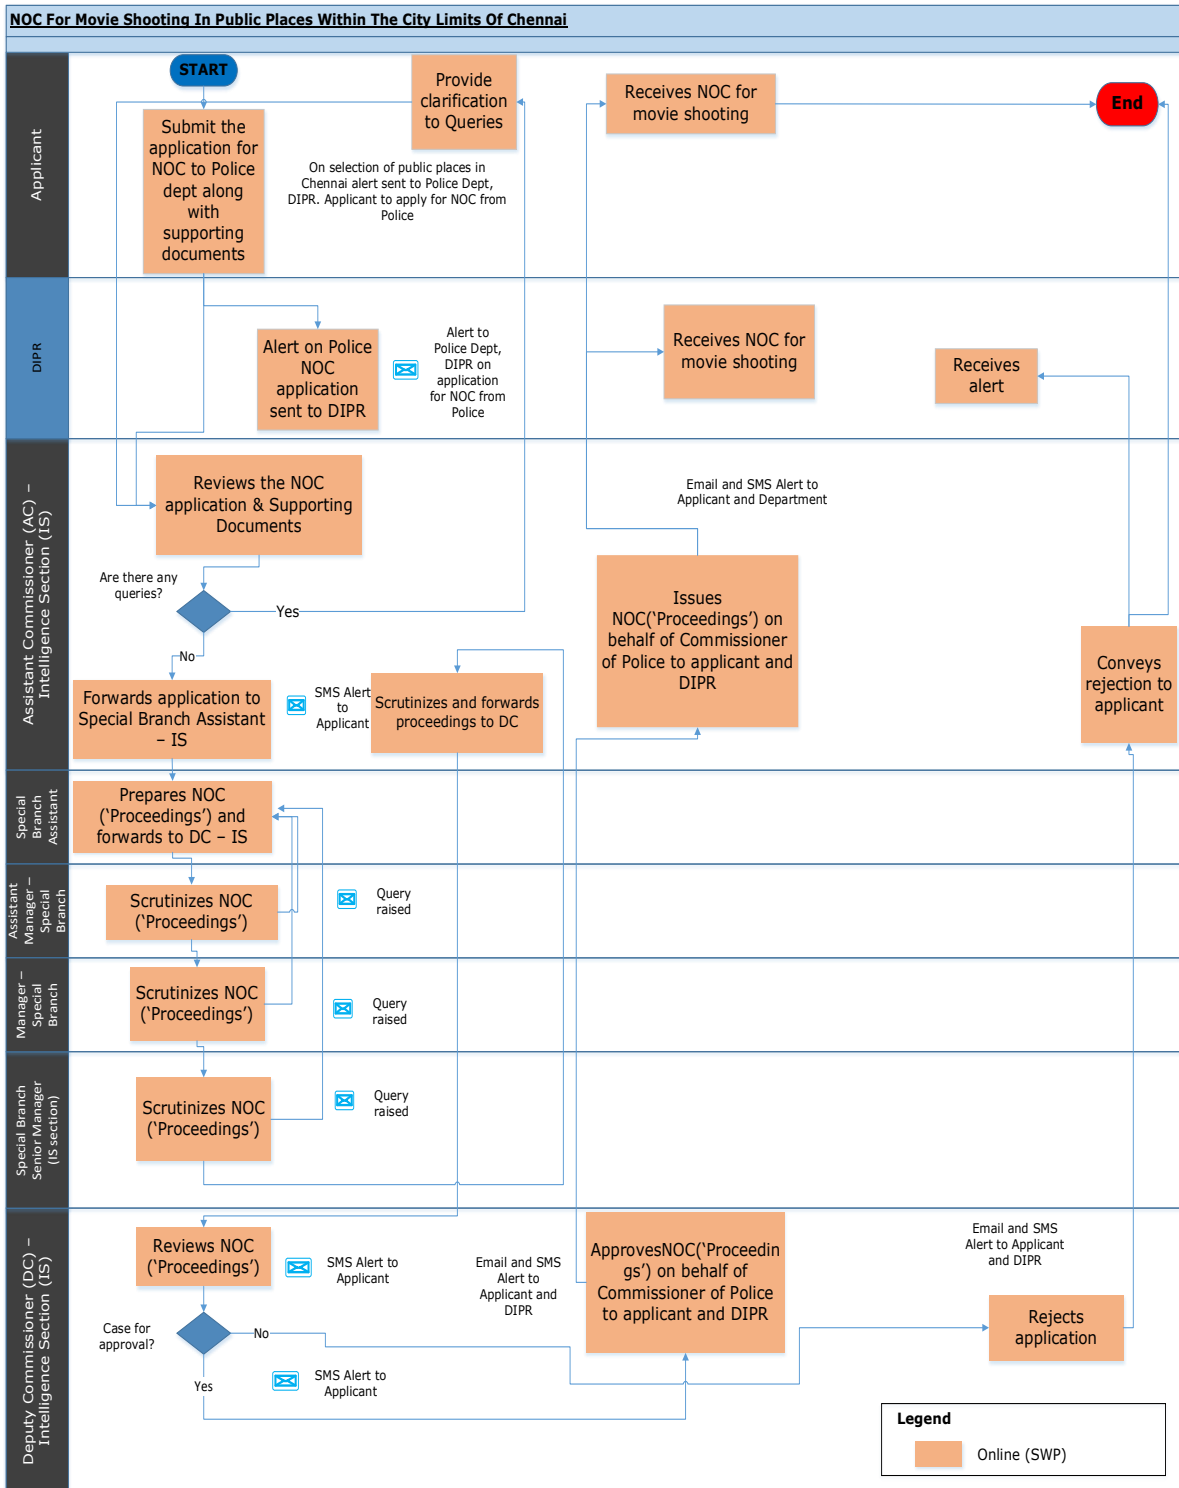 NOC For Movie Shooting In Public Places Within The City Limits Of Chennai
Applicant
START
Submit the
application for
NOC to Police
dept along
with
supporting
documents
Provide
clarification
to Queries
On selection of public places in
Chennai alert sent to Police Dept,
DIPR. Applicant to apply for NOC from
Police
Receives NOC for
movie shooting
End
DIPR
Alert on Police
NOC
application
sent to DIPR
Alert to
Police Dept,
DIPR on
application
for NOC from
Police
Receives NOC for
movie shooting
Receives
alert
Assistant Commissioner (AC) –
Intelligence Section (IS)
Reviews the NOC
application & Supporting
Documents
Are there any
queries?
Yes
No
Forwards application to
Special Branch Assistant
– IS
SMS Alert
to
Applicant
Scrutinizes and forwards
proceedings to DC
Email and SMS Alert to
Applicant and Department
Issues
NOC(‘Proceedings’) on
behalf of Commissioner
of Police to applicant and
DIPR
Conveys
rejection to
applicant
Special
Branch
Assistant
Prepares NOC
(‘Proceedings’) and
forwards to DC – IS
Assistant
Manager –
Special
Branch
Scrutinizes NOC
(‘Proceedings’)
Query
raised
Manager –
Special
Branch
Scrutinizes NOC
(‘Proceedings’)
Query
raised
Special Branch
Senior Manager
(IS section)
Scrutinizes NOC
(‘Proceedings’)
Query
raised
Deputy Commissioner (DC) –
Intelligence Section (IS)
Reviews NOC
(‘Proceedings’)
SMS Alert to
Applicant
Case for
approval?
No
Yes
SMS Alert to
Applicant
Email and SMS
Alert to
Applicant and
DIPR
ApprovesNOC(‘Proceedin
gs’) on behalf of
Commissioner of Police
to applicant and DIPR
Email and SMS
Alert to Applicant
and DIPR
Rejects
application
Legend
Online (SWP)